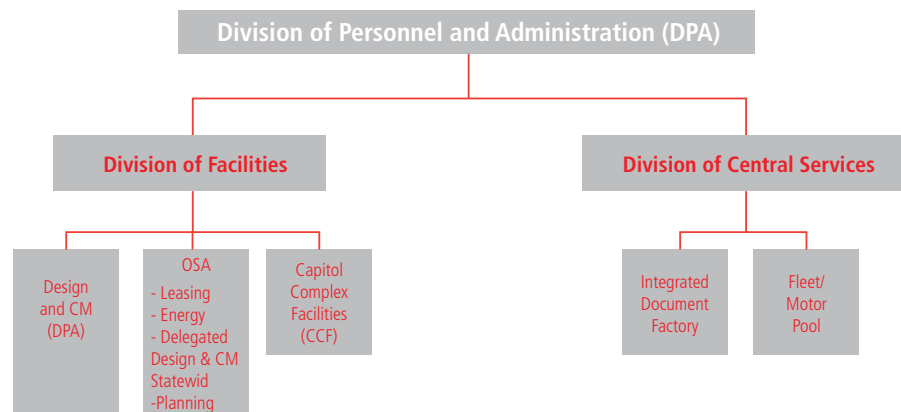 Division of Personnel and Administration (DPA)
Division of Facilities
Division of Central Services
Design
and CM
(DPA)
OSA
- Leasing
- Energy
- Delegated
Design & CM
Statewid
-Planning
Capitol
Complex
Facilities
(CCF)
Integrated
Document
Factory
Fleet/
Motor
Pool